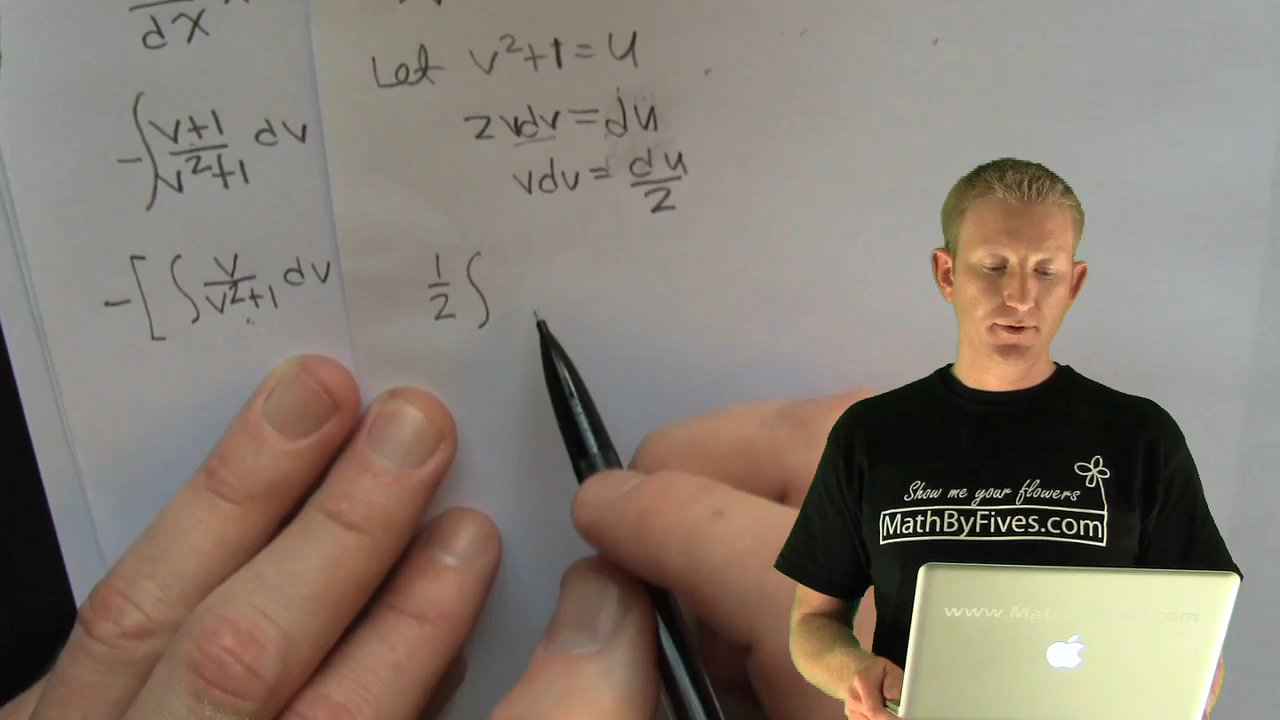 dx
Let v²+1=u
2vdv=du
-∫ v+1/v²+1 dv
vdv= du/2
-[∫ v/v²+1 dv
1/2 ∫
Show me your flowers
MathByFives.com